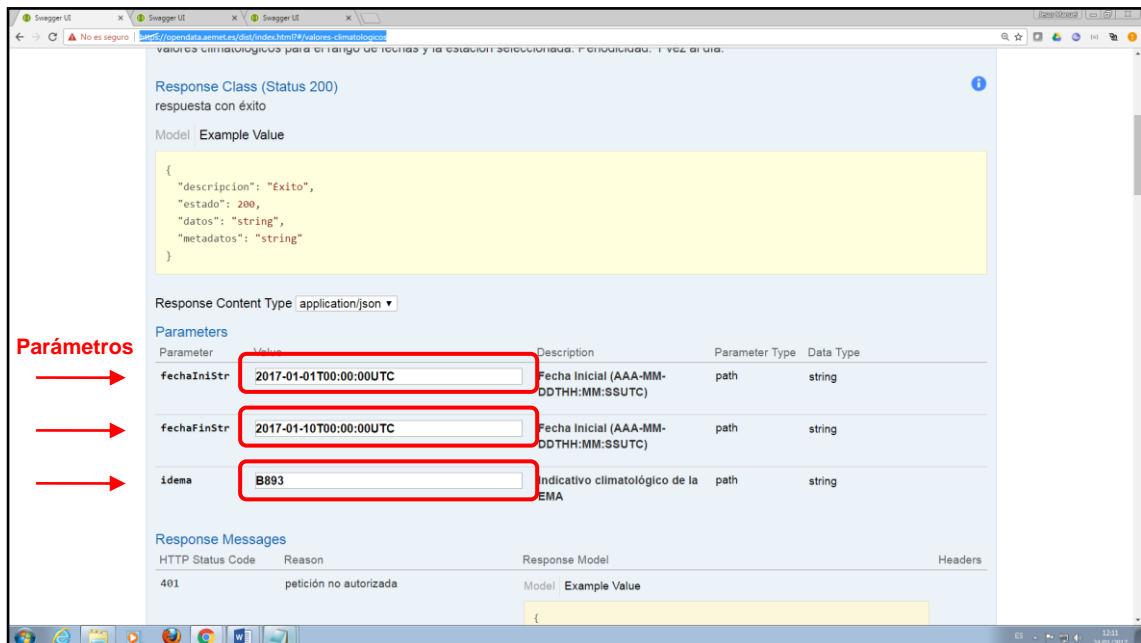 Swagger UI × Swagger UI × Swagger UI ×
No es seguro https://opendata.aemet.es/dist/index.html?#/valores-climatologicos
valores climatologicos para el rango de fechas y la estación seleccionada. Periodicidad: 1 vez al día.
Response Class (Status 200)
respuesta con éxito
Model Example Value
{
"descripcion": "Éxito",
"estado": 200,
"datos": "string",
"metadatos": "string"
}
Response Content Type application/json
Parámetros
Parameters
Parameter Value Description Parameter Type Data Type
fechaIniStr 2017-01-01T00:00:00UTC Fecha Inicial (AAA-MM-
DDTHH:MM:SSUTC) path string
fechaFinStr 2017-01-10T00:00:00UTC Fecha Inicial (AAA-MM-
DDTHH:MM:SSUTC) path string
idema B893 Indicativo climatológico de la
EMA path string
Response Messages
HTTP Status Code Reason Response Model Headers
401 petición no autorizada Model Example Value
{
ES 12:11